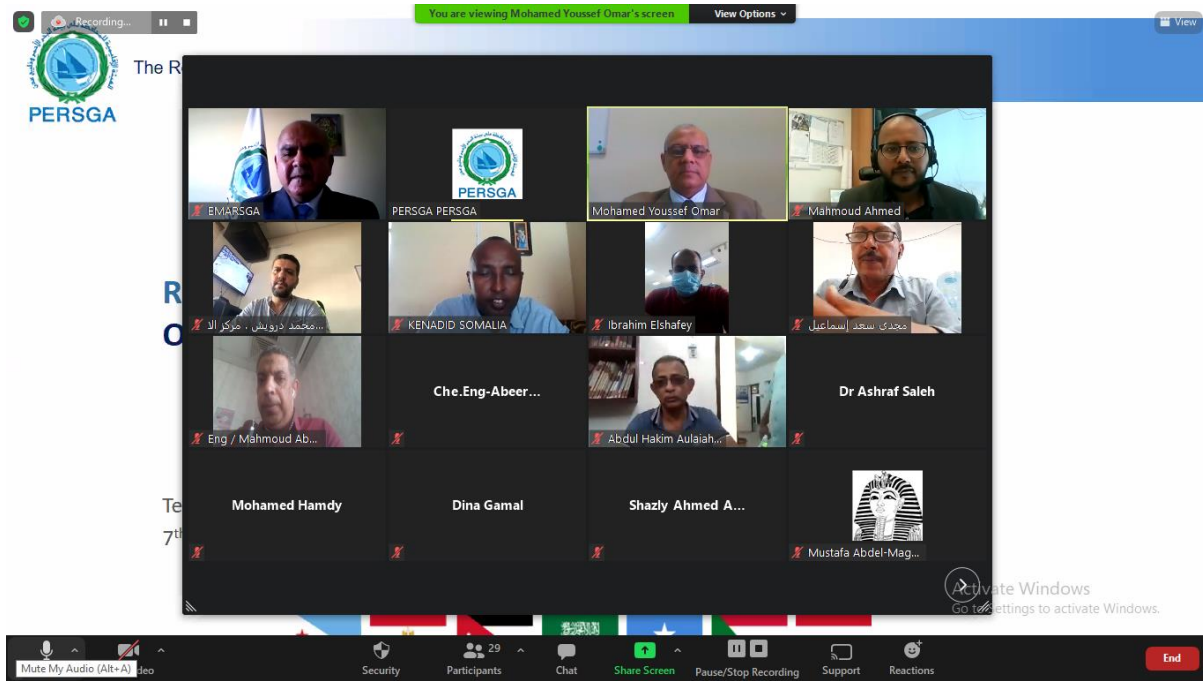 Recording...
You are viewing Mohamed Youssef Omar's screen
View Options
View
The R
PERSGA
EMARSGA
PERSGA
PERSGA PERSGA
Mohamed Youssef Omar
Mahmoud Ahmed
R
O
محمد درويش ، مركز الا...
KENADID SOMALIA
Ibrahim Elshafey
مجدى سعد إسماعيل
Eng / Mahmoud Ab...
Che.Eng-Abeer...
Abdul Hakim Aulaiah...
Dr Ashraf Saleh
Te
7th
Mohamed Hamdy
Dina Gamal
Shazly Ahmed A...
Mustafa Abdel-Mag...
Activate Windows
Go to Settings to activate Windows.
Mute My Audio (Alt+A)
deo
Security
29
Participants
Chat
Share Screen
Pause/Stop Recording
Support
Reactions
End